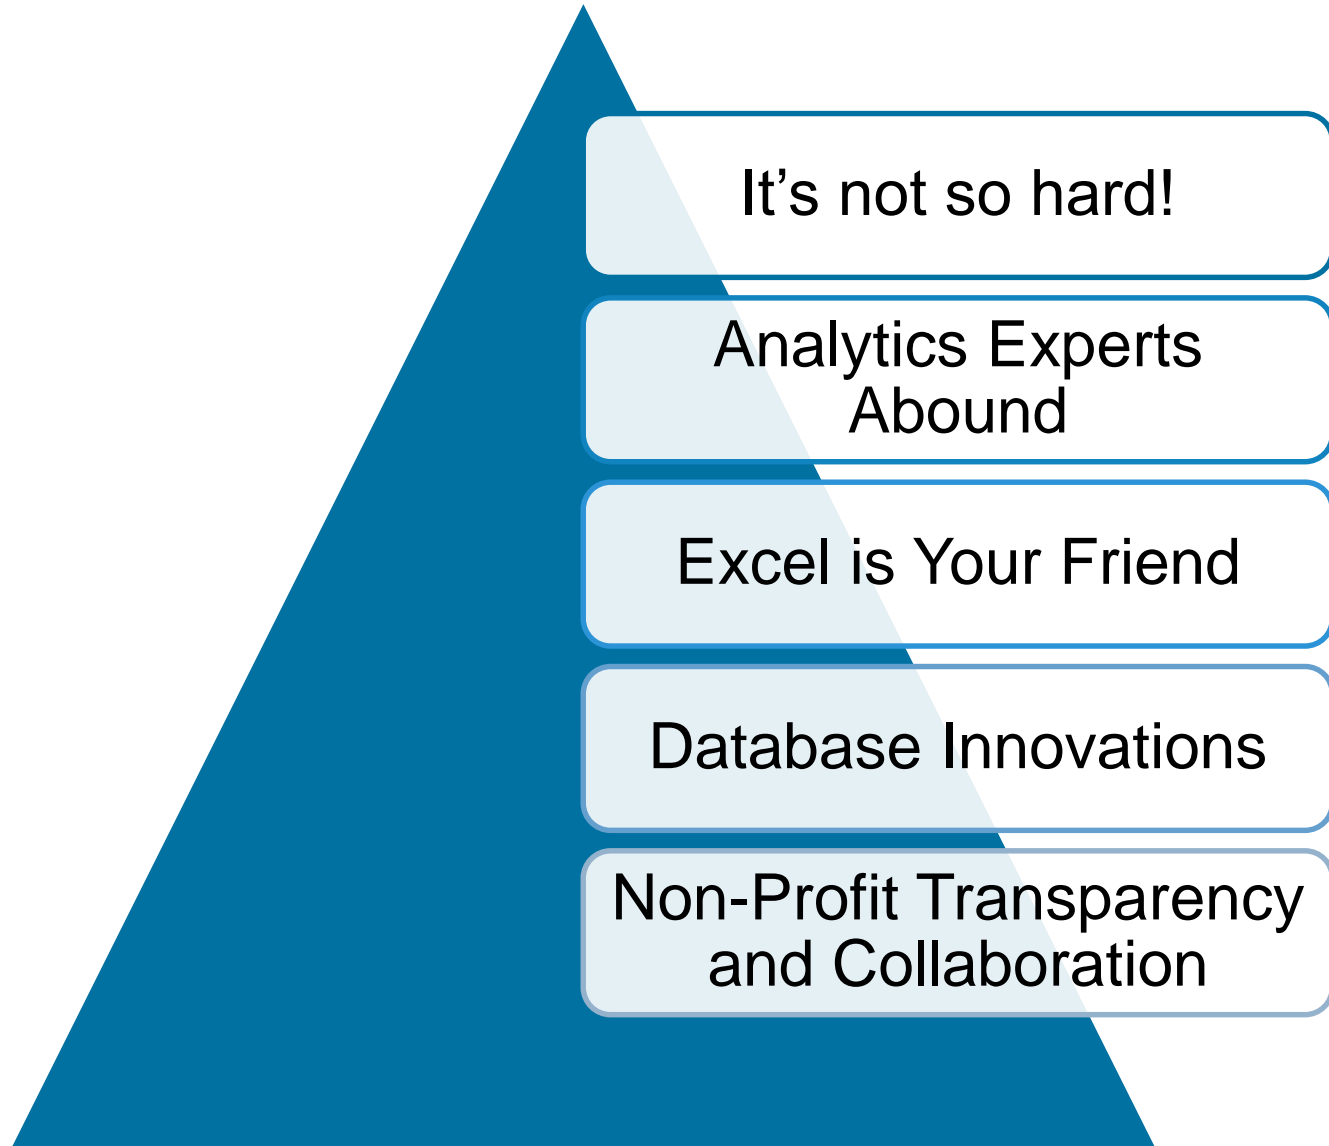 It’s not so hard!
Analytics Experts
Abound
Excel is Your Friend
Database Innovations
Non-Profit Transparency
and Collaboration